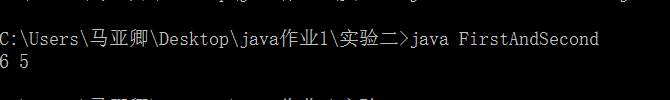 C:\Users\马亚卿\Desktop\java作业1\实验二>java FirstAndSecond
6 5